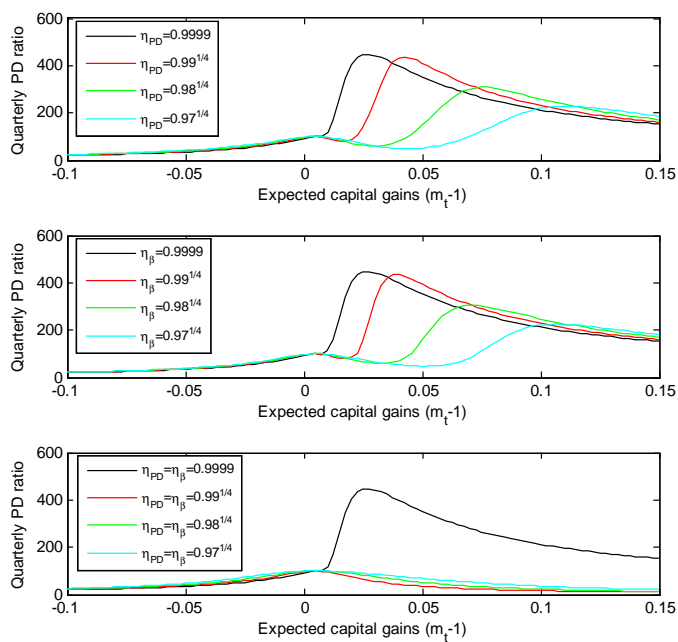 600
400
200
0
Quarterly PD ratio
η_PD=0.9999
η_PD=0.99^1/4
η_PD=0.98^1/4
η_PD=0.97^1/4
-0.1 -0.05 0 0.05 0.1 0.15
Expected capital gains (m_t-1)
600
400
200
0
Quarterly PD ratio
η_β=0.9999
η_β=0.99^1/4
η_β=0.98^1/4
η_β=0.97^1/4
-0.1 -0.05 0 0.05 0.1 0.15
Expected capital gains (m_t-1)
600
400
200
0
Quarterly PD ratio
η_PD=η_β=0.9999
η_PD=η_β=0.99^1/4
η_PD=η_β=0.98^1/4
η_PD=η_β=0.97^1/4
-0.1 -0.05 0 0.05 0.1 0.15
Expected capital gains (m_t-1)